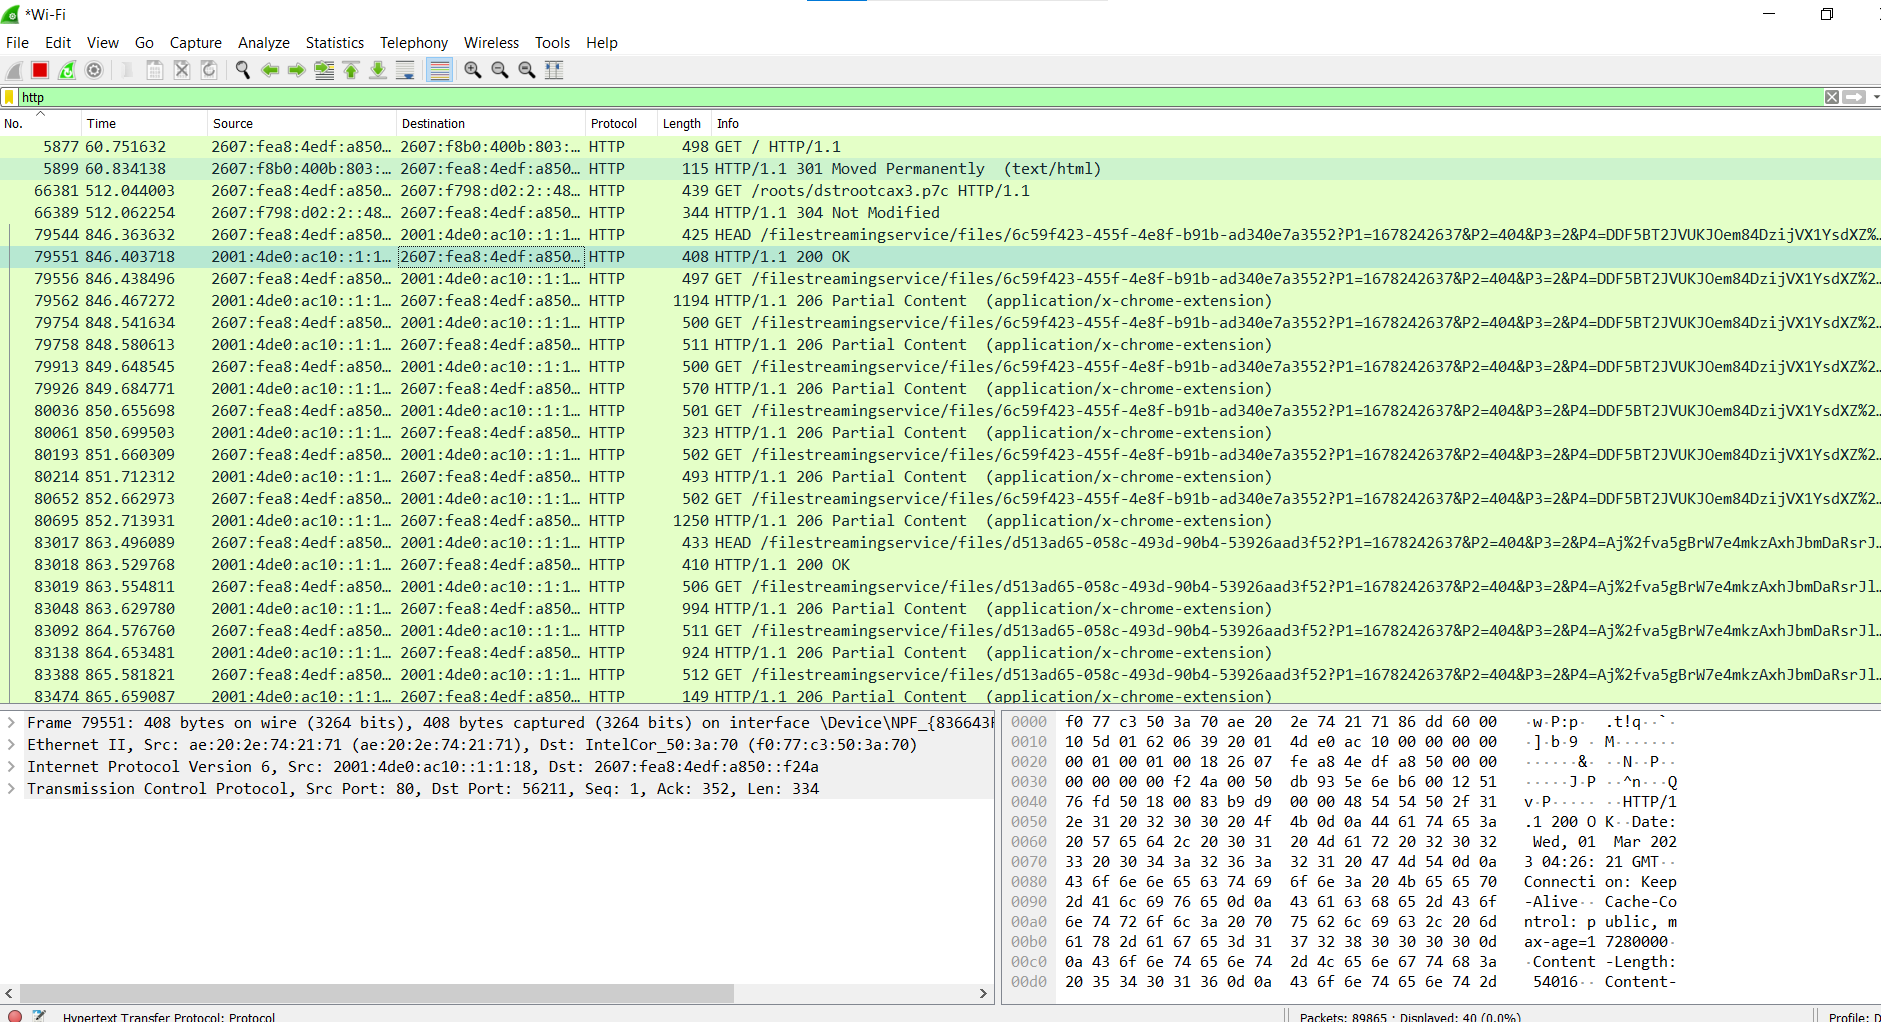 *Wi-Fi
File Edit View Go Capture Analyze Statistics Telephony Wireless Tools Help
http
No. Time Source Destination Protocol Length Info
5877 60.751632 2607:fea8:4edf:a850… 2607:f8b0:400b:803:… HTTP 498 GET / HTTP/1.1
5899 60.834138 2607:f8b0:400b:803:… 2607:fea8:4edf:a850… HTTP 115 HTTP/1.1 301 Moved Permanently (text/html)
66381 512.044003 2607:fea8:4edf:a850… 2607:f798:d02:2::48… HTTP 439 GET /roots/dstrootcax3.p7c HTTP/1.1
66389 512.062254 2607:f798:d02:2::48… 2607:fea8:4edf:a850… HTTP 344 HTTP/1.1 304 Not Modified
79544 846.363632 2607:fea8:4edf:a850… 2001:4de0:ac10::1:1… HTTP 425 HEAD /filestreamingservice/files/6c59f423-455f-4e8f-b91b-ad340e7a3552?P1=1678242637&P2=404&P3=2&P4=DDF5BT2JVUKJOem84DzijVX1YsdXZ%…
79551 846.403718 2001:4de0:ac10::1:1… 2607:fea8:4edf:a850… HTTP 408 HTTP/1.1 200 OK
79556 846.438496 2607:fea8:4edf:a850… 2001:4de0:ac10::1:1… HTTP 497 GET /filestreamingservice/files/6c59f423-455f-4e8f-b91b-ad340e7a3552?P1=1678242637&P2=404&P3=2&P4=DDF5BT2JVUKJOem84DzijVX1YsdXZ%2…
79562 846.467272 2001:4de0:ac10::1:1… 2607:fea8:4edf:a850… HTTP 1194 HTTP/1.1 206 Partial Content (application/x-chrome-extension)
79754 848.541634 2607:fea8:4edf:a850… 2001:4de0:ac10::1:1… HTTP 500 GET /filestreamingservice/files/6c59f423-455f-4e8f-b91b-ad340e7a3552?P1=1678242637&P2=404&P3=2&P4=DDF5BT2JVUKJOem84DzijVX1YsdXZ%2…
79758 848.580613 2001:4de0:ac10::1:1… 2607:fea8:4edf:a850… HTTP 511 HTTP/1.1 206 Partial Content (application/x-chrome-extension)
79913 849.648545 2607:fea8:4edf:a850… 2001:4de0:ac10::1:1… HTTP 500 GET /filestreamingservice/files/6c59f423-455f-4e8f-b91b-ad340e7a3552?P1=1678242637&P2=404&P3=2&P4=DDF5BT2JVUKJOem84DzijVX1YsdXZ%2…
79926 849.684771 2001:4de0:ac10::1:1… 2607:fea8:4edf:a850… HTTP 570 HTTP/1.1 206 Partial Content (application/x-chrome-extension)
80036 850.655698 2607:fea8:4edf:a850… 2001:4de0:ac10::1:1… HTTP 501 GET /filestreamingservice/files/6c59f423-455f-4e8f-b91b-ad340e7a3552?P1=1678242637&P2=404&P3=2&P4=DDF5BT2JVUKJOem84DzijVX1YsdXZ%2…
80061 850.699503 2001:4de0:ac10::1:1… 2607:fea8:4edf:a850… HTTP 323 HTTP/1.1 206 Partial Content (application/x-chrome-extension)
80193 851.660309 2607:fea8:4edf:a850… 2001:4de0:ac10::1:1… HTTP 502 GET /filestreamingservice/files/6c59f423-455f-4e8f-b91b-ad340e7a3552?P1=1678242637&P2=404&P3=2&P4=DDF5BT2JVUKJOem84DzijVX1YsdXZ%2…
80214 851.712312 2001:4de0:ac10::1:1… 2607:fea8:4edf:a850… HTTP 493 HTTP/1.1 206 Partial Content (application/x-chrome-extension)
80652 852.662973 2607:fea8:4edf:a850… 2001:4de0:ac10::1:1… HTTP 502 GET /filestreamingservice/files/6c59f423-455f-4e8f-b91b-ad340e7a3552?P1=1678242637&P2=404&P3=2&P4=DDF5BT2JVUKJOem84DzijVX1YsdXZ%2…
80695 852.713931 2001:4de0:ac10::1:1… 2607:fea8:4edf:a850… HTTP 1250 HTTP/1.1 206 Partial Content (application/x-chrome-extension)
83017 863.496089 2607:fea8:4edf:a850… 2001:4de0:ac10::1:1… HTTP 433 HEAD /filestreamingservice/files/d513ad65-058c-493d-90b4-53926aad3f52?P1=1678242637&P2=404&P3=2&P4=Aj%2fva5gBrW7e4mkzAxhJbmDaRsrJ…
83018 863.529768 2001:4de0:ac10::1:1… 2607:fea8:4edf:a850… HTTP 410 HTTP/1.1 200 OK
83019 863.554811 2607:fea8:4edf:a850… 2001:4de0:ac10::1:1… HTTP 506 GET /filestreamingservice/files/d513ad65-058c-493d-90b4-53926aad3f52?P1=1678242637&P2=404&P3=2&P4=Aj%2fva5gBrW7e4mkzAxhJbmDaRsrJl…
83048 863.629780 2001:4de0:ac10::1:1… 2607:fea8:4edf:a850… HTTP 994 HTTP/1.1 206 Partial Content (application/x-chrome-extension)
83092 864.576760 2607:fea8:4edf:a850… 2001:4de0:ac10::1:1… HTTP 511 GET /filestreamingservice/files/d513ad65-058c-493d-90b4-53926aad3f52?P1=1678242637&P2=404&P3=2&P4=Aj%2fva5gBrW7e4mkzAxhJbmDaRsrJl…
83138 864.653481 2001:4de0:ac10::1:1… 2607:fea8:4edf:a850… HTTP 924 HTTP/1.1 206 Partial Content (application/x-chrome-extension)
83388 865.581821 2607:fea8:4edf:a850… 2001:4de0:ac10::1:1… HTTP 512 GET /filestreamingservice/files/d513ad65-058c-493d-90b4-53926aad3f52?P1=1678242637&P2=404&P3=2&P4=Aj%2fva5gBrW7e4mkzAxhJbmDaRsrJl…
83474 865.659087 2001:4de0:ac10::1:1… 2607:fea8:4edf:a850… HTTP 149 HTTP/1.1 206 Partial Content (application/x-chrome-extension)
Frame 79551: 408 bytes on wire (3264 bits), 408 bytes captured (3264 bits) on interface \Device\NPF_{836643F
Ethernet II, Src: ae:20:2e:74:21:71 (ae:20:2e:74:21:71), Dst: IntelCor_50:3a:70 (f0:77:c3:50:3a:70)
Internet Protocol Version 6, Src: 2001:4de0:ac10::1:1:18, Dst: 2607:fea8:4edf:a850::f24a
Transmission Control Protocol, Src Port: 80, Dst Port: 56211, Seq: 1, Ack: 352, Len: 334
0000 f0 77 c3 50 3a 70 ae 20 2e 74 21 71 86 dd 60 00 ·w·P:p· .t!q··`·
0010 10 5d 01 62 06 39 20 01 4d e0 ac 10 00 00 00 00 ·]·b·9 · M·······
0020 00 01 00 01 00 18 26 07 fe a8 4e df a8 50 00 00 ······&· ··N··P··
0030 00 00 00 00 f2 4a 00 50 db 93 5e 6e b6 00 12 51 ·····J·P ··^n···Q
0040 76 fd 50 18 00 83 b9 d9 00 00 48 54 54 50 2f 31 v·P····· ··HTTP/1
0050 2e 31 20 32 30 30 20 4f 4b 0d 0a 44 61 74 65 3a .1 200 O K··Date:
0060 20 57 65 64 2c 20 30 31 20 4d 61 72 20 32 30 32 Wed, 01 Mar 202
0070 33 20 30 34 3a 32 36 3a 32 31 20 47 4d 54 0d 0a 3 04:26: 21 GMT··
0080 43 6f 6e 6e 65 63 74 69 6f 6e 3a 20 4b 65 65 70 Connecti on: Keep
0090 2d 41 6c 69 76 65 0d 0a 43 61 63 68 65 2d 43 6f -Alive·· Cache-Co
00a0 6e 74 72 6f 6c 3a 20 70 75 62 6c 69 63 2c 20 6d ntrol: p ublic, m
00b0 61 78 2d 61 67 65 3d 31 37 32 38 30 30 30 30 0d ax-age=1 7280000·
00c0 0a 43 6f 6e 74 65 6e 74 2d 4c 65 6e 67 74 68 3a ·Content -Length:
00d0 20 35 34 30 31 36 0d 0a 43 6f 6e 74 65 6e 74 2d 54016·· Content-
Hypertext Transfer Protocol: Protocol Packets: 89865 · Displayed: 40 (0.0%) Profile: D